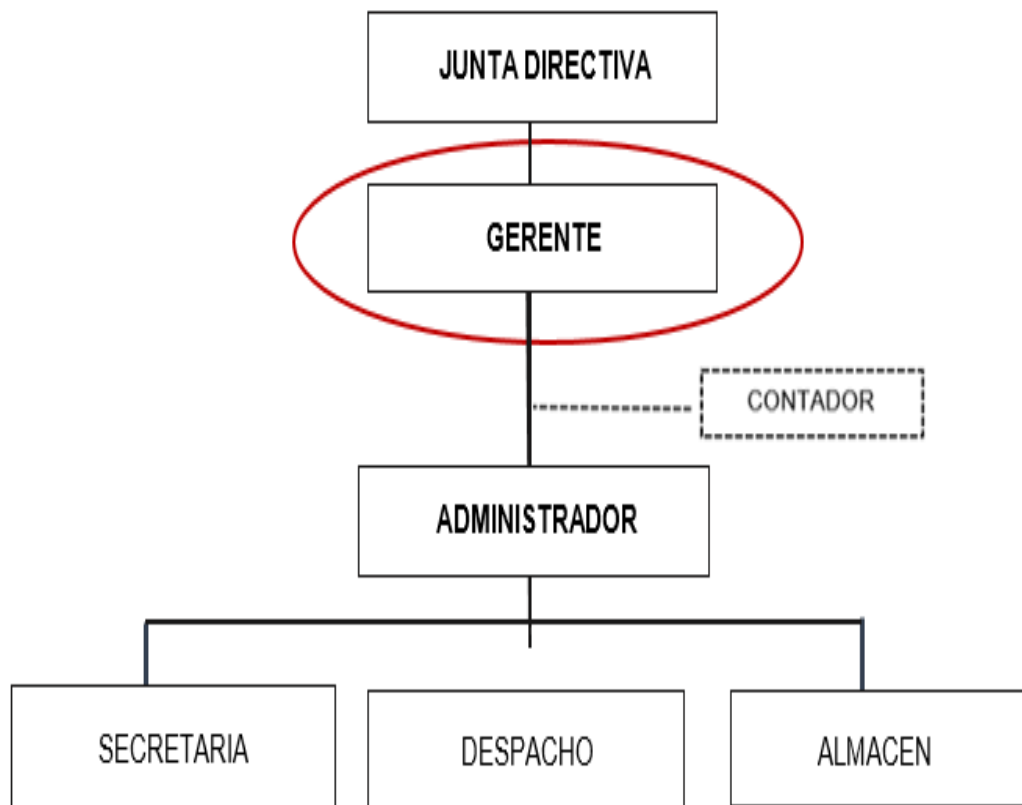 JUNTA DIRECTIVA
GERENTE
CONTADOR
ADMINISTRADOR
SECRETARIA
DESPACHO
ALMACEN